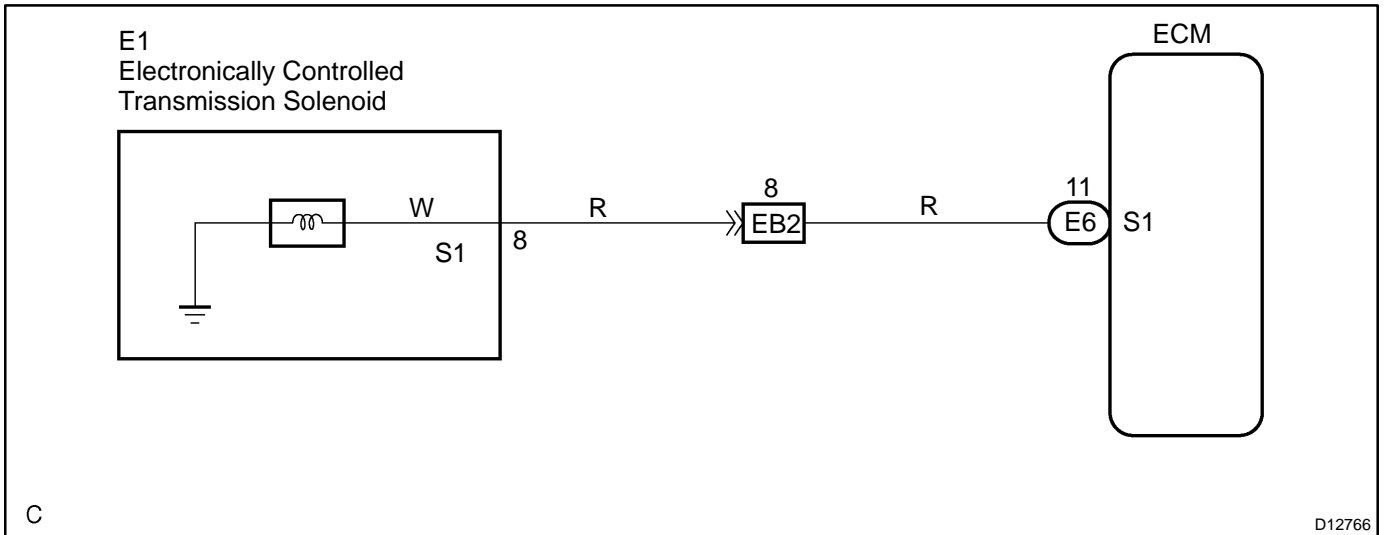 E1
Electronically Controlled
Transmission Solenoid
ECM
W
S1
8
R
8
EB2
R
11
E6
S1
C
D12766